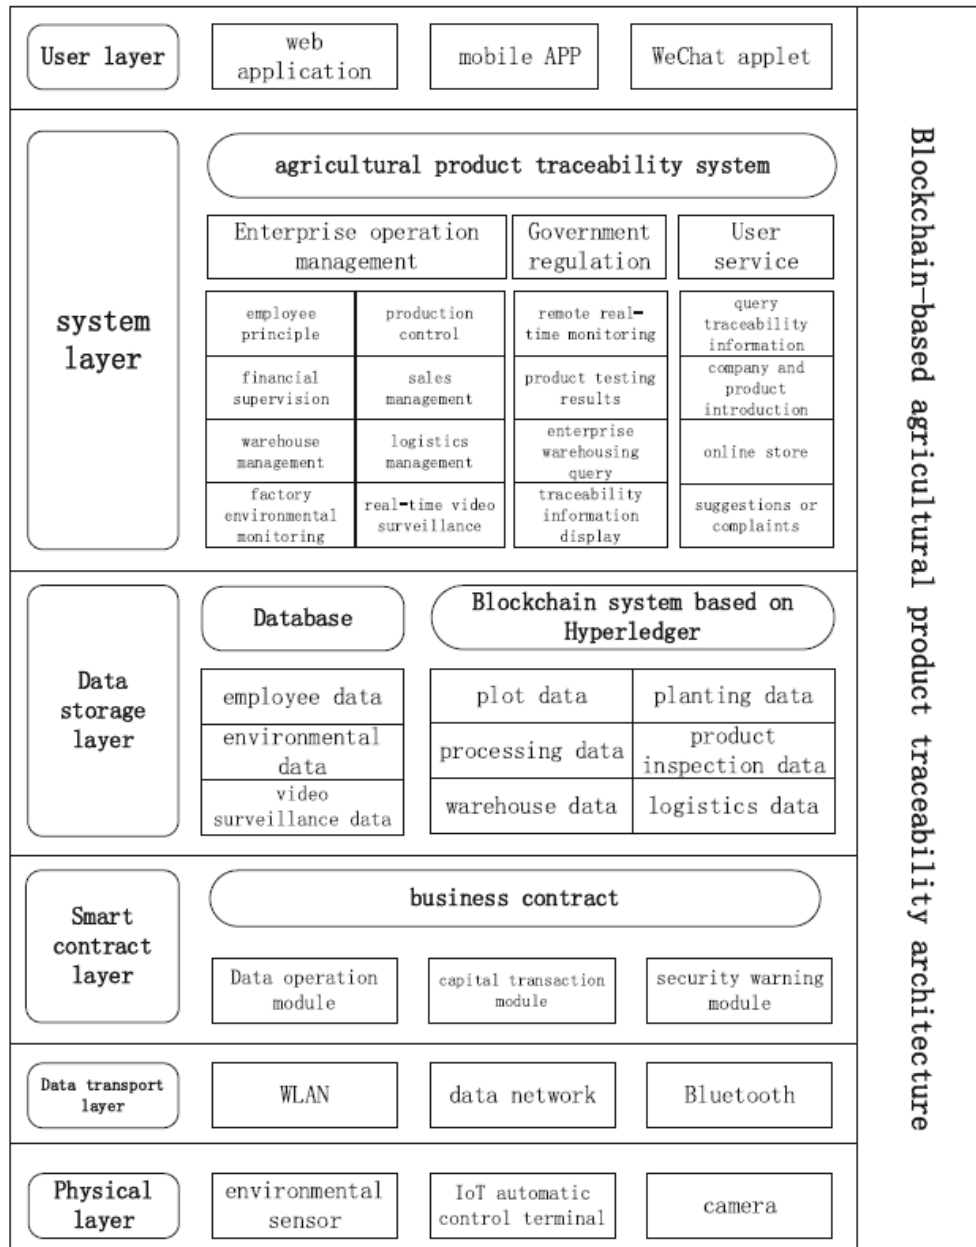 User layer
web
application
mobile APP
WeChat applet
system
layer
agricultural product traceability system
Enterprise operation
management
Government
regulation
User
service
employee
principle
production
control
remote real-
time monitoring
query
traceability
information
financial
supervision
sales
management
product testing
results
company and
product
introduction
warehouse
management
logistics
management
enterprise
warehousing
query
online store
factory
environmental
monitoring
real-time video
surveillance
traceability
information
display
suggestions or
complaints
Data
storage
layer
Database
Blockchain system based on
Hyperledger
employee data
environmental
data
video
surveillance data
plot data
planting data
processing data
product
inspection data
warehouse data
logistics data
Smart
contract
layer
business contract
Data operation
module
capital transaction
module
security warning
module
Data transport
layer
WLAN
data network
Bluetooth
Physical
layer
environmental
sensor
IoT automatic
control terminal
camera
Blockchain-based agricultural product traceability architecture